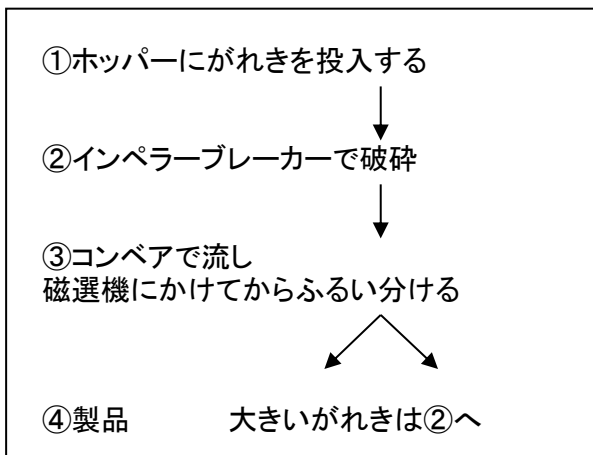 ①ホッパーにがれきを投入する
②インペラーブレーカーで破砕
③コンベアで流し
磁選機にかけてからふるい分ける
④製品 大きいがれきは②へ